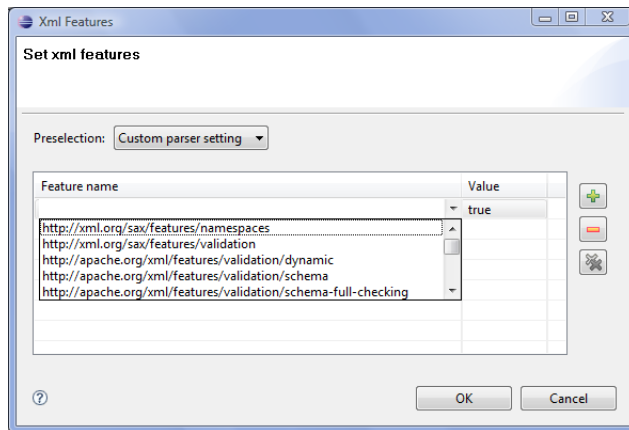 Xml Features
Set xml features
Preselection: Custom parser setting
Feature name Value
true
http://xml.org/sax/features/namespaces
http://xml.org/sax/features/validation
http://apache.org/xml/features/validation/dynamic
http://apache.org/xml/features/validation/schema
http://apache.org/xml/features/validation/schema-full-checking
OK Cancel